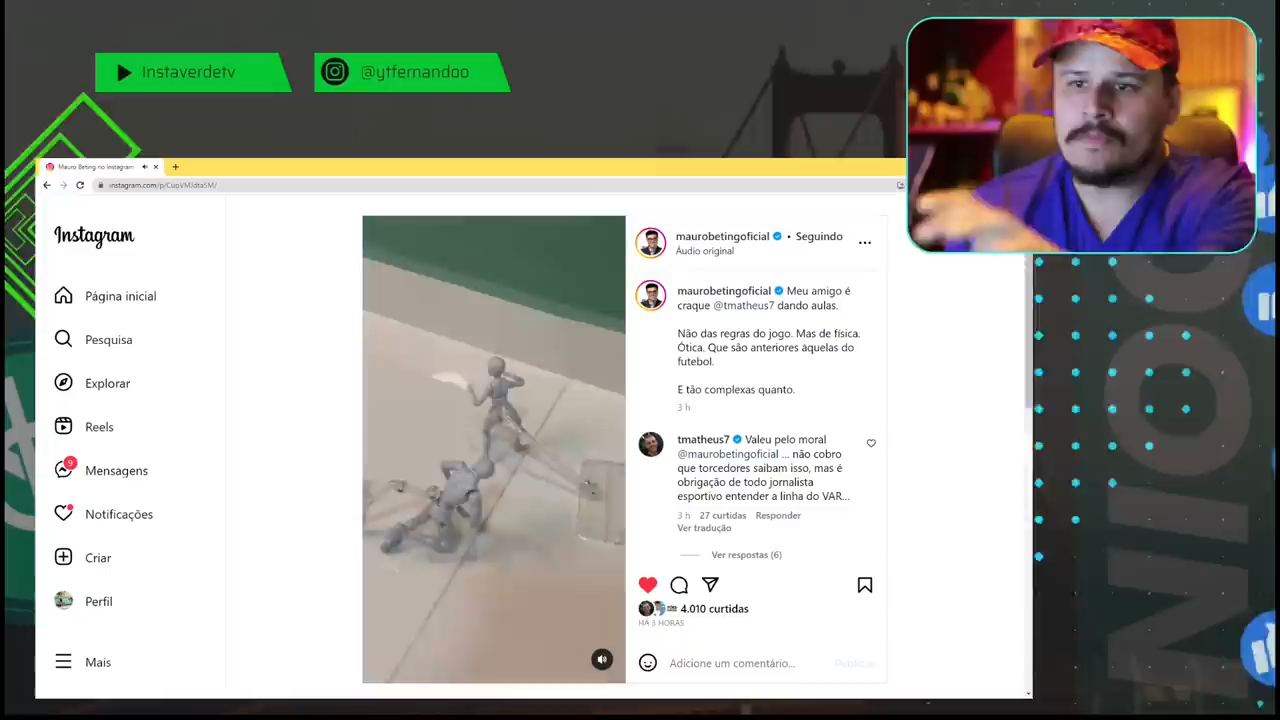 Instaverdetv
@ytfernandoo
Mauro Beting no Instagram
instagram.com/p/CupVMJdtaSM/
Instagram
Página inicial
Pesquisa
Explorar
Reels
9
Mensagens
Notificações
Criar
Perfil
Mais
maurobetingoficial • Seguindo
Áudio original
maurobetingoficial Meu amigo é
craque @tmatheus7 dando aulas.
Não das regras do jogo. Mas de física.
Ótica. Que são anteriores àquelas do
futebol.
E tão complexas quanto.
3 h
tmatheus7 Valeu pelo moral
@maurobetingoficial ... não cobro
que torcedores saibam isso, mas é
obrigação de todo jornalista
esportivo entender a linha do VAR...
3 h 27 curtidas Responder
Ver tradução
Ver respostas (6)
4.010 curtidas
HÁ 3 HORAS
Adicione um comentário...
Publicar